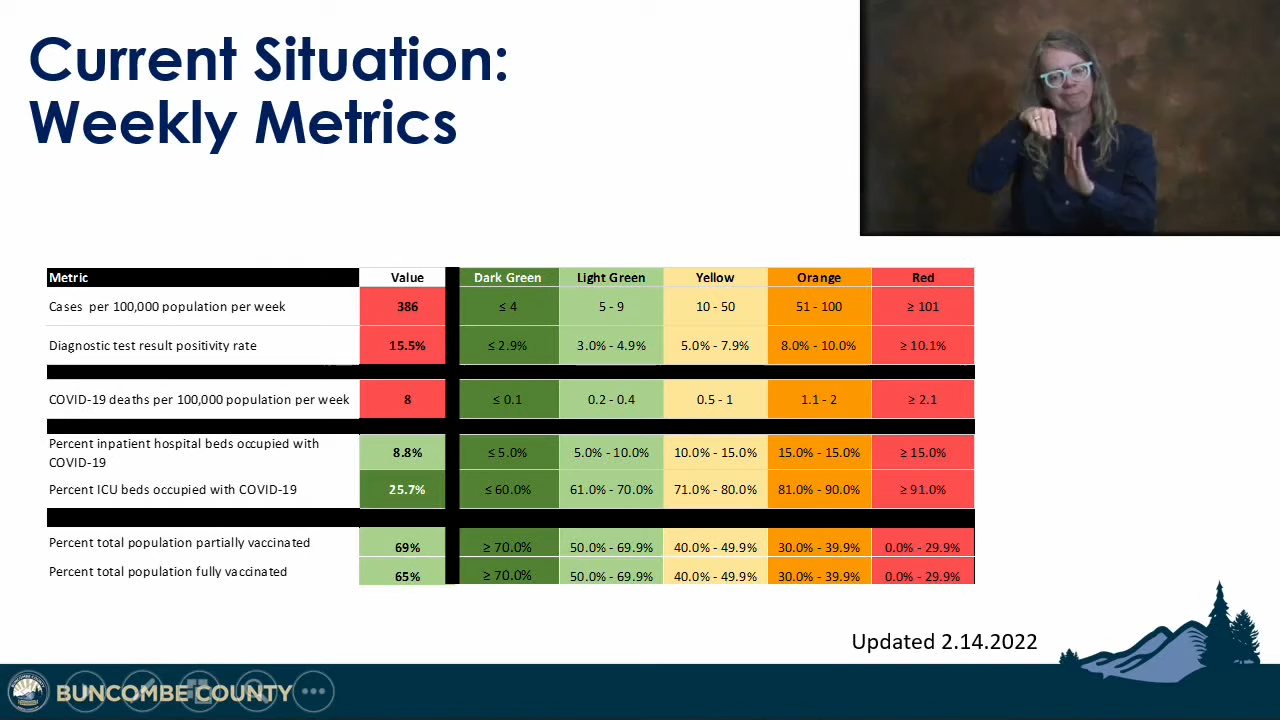 Current Situation:
Weekly Metrics
Metric Value Dark Green Light Green Yellow Orange Red
Cases per 100,000 population per week 386 ≤ 4 5 - 9 10 - 50 51 - 100 ≥ 101
Diagnostic test result positivity rate 15.5% ≤ 2.9% 3.0% - 4.9% 5.0% - 7.9% 8.0% - 10.0% ≥ 10.1%
COVID-19 deaths per 100,000 population per week 8 ≤ 0.1 0.2 - 0.4 0.5 - 1 1.1 - 2 ≥ 2.1
Percent inpatient hospital beds occupied with
COVID-19 8.8% ≤ 5.0% 5.0% - 10.0% 10.0% - 15.0% 15.0% - 15.0% ≥ 15.0%
Percent ICU beds occupied with COVID-19 25.7% ≤ 60.0% 61.0% - 70.0% 71.0% - 80.0% 81.0% - 90.0% ≥ 91.0%
Percent total population partially vaccinated 69% ≥ 70.0% 50.0% - 69.9% 40.0% - 49.9% 30.0% - 39.9% 0.0% - 29.9%
Percent total population fully vaccinated 65% ≥ 70.0% 50.0% - 69.9% 40.0% - 49.9% 30.0% - 39.9% 0.0% - 29.9%
Updated 2.14.2022
BUNCOMBE COUNTY